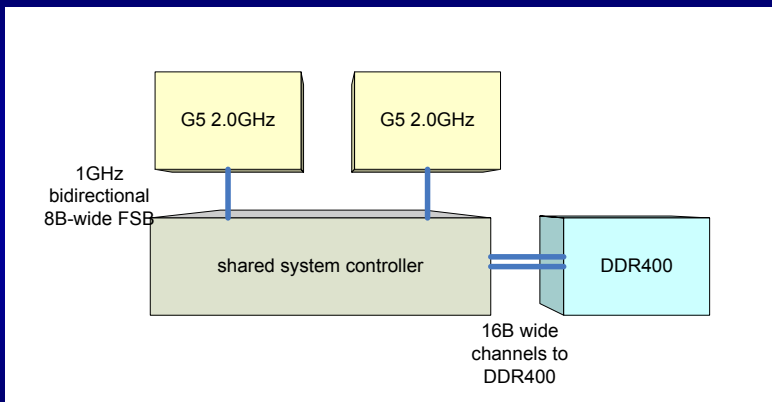 G5 2.0GHz
G5 2.0GHz
1GHz
bidirectional
8B-wide FSB
shared system controller
DDR400
16B wide
channels to
DDR400